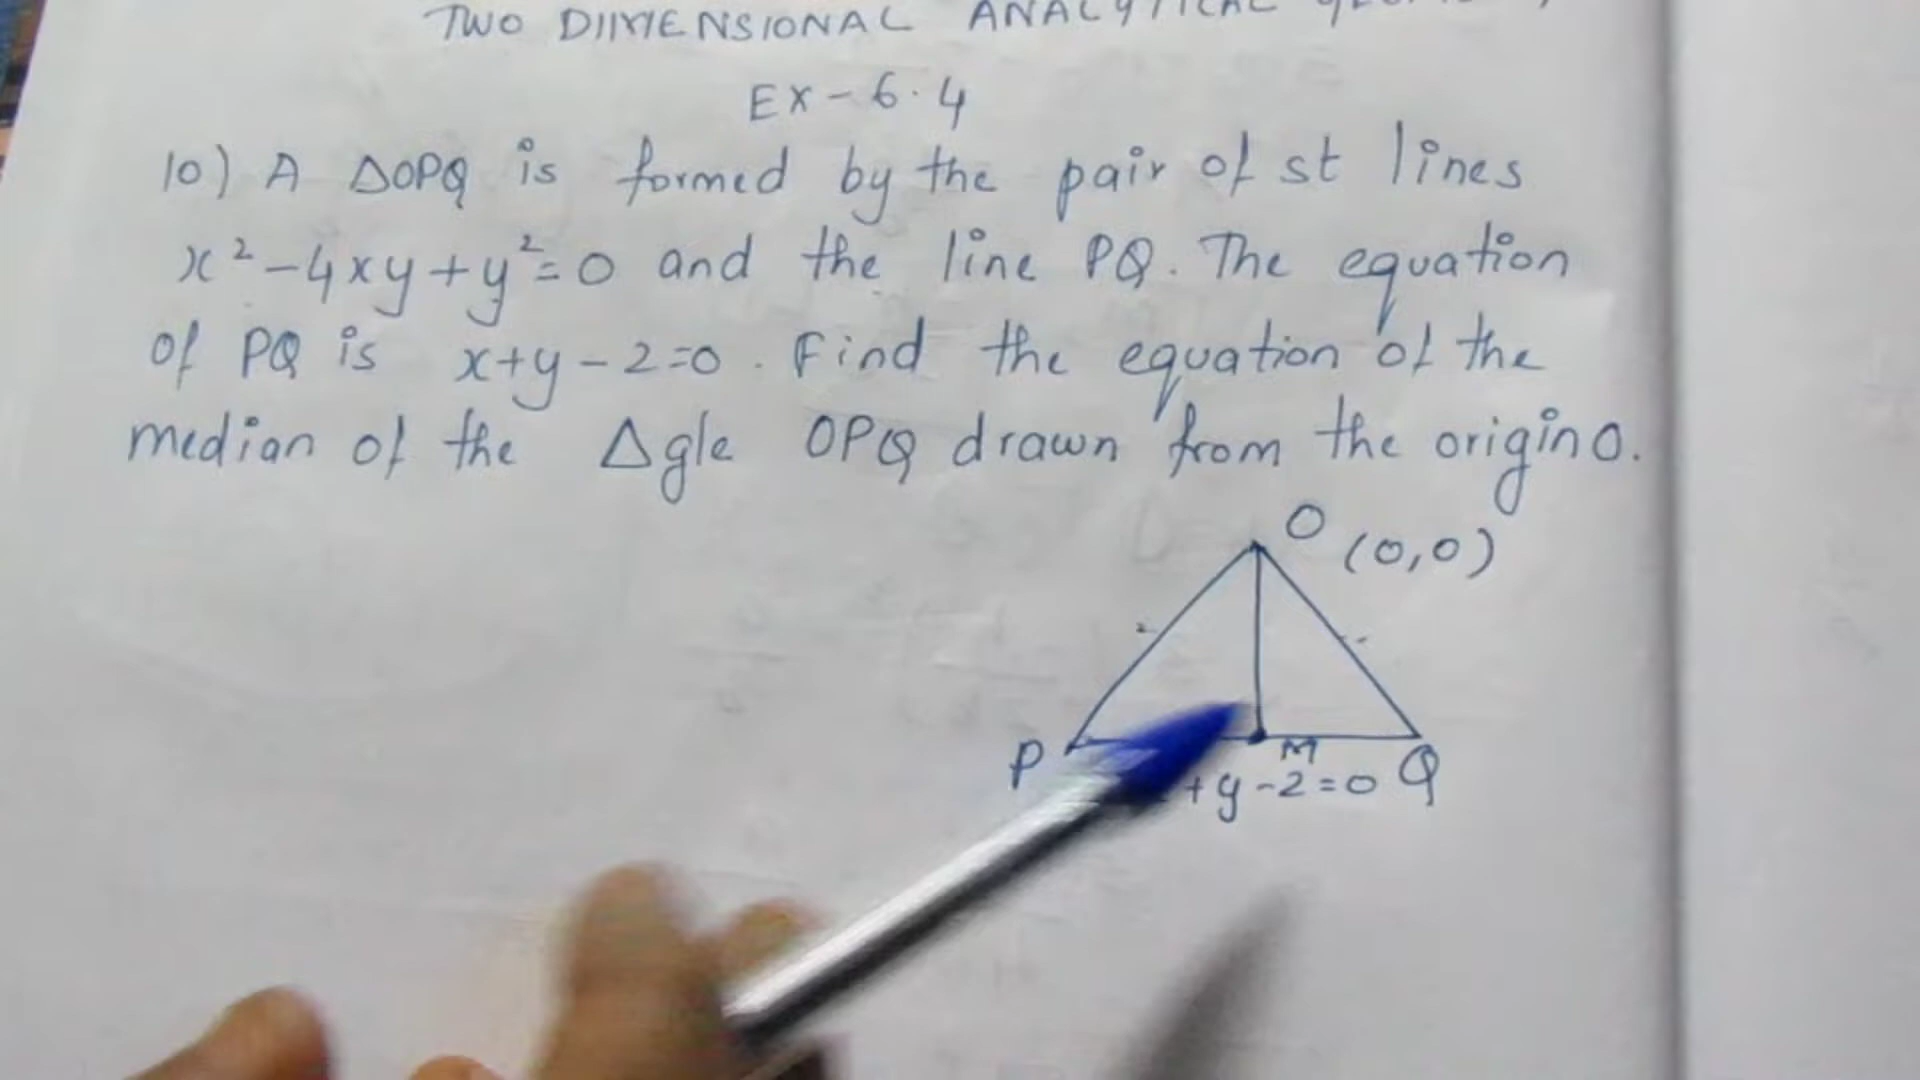 TWO DIMENSIONAL ANALYTICAL
EX - 6.4
10) A ΔOPQ is formed by the pair of st lines
x² - 4xy + y² = 0 and the line PQ. The equation
of PQ is x+y-2=0. Find the equation of the
median of the Δgle OPQ drawn from the origin O.
O (0,0)
P M Q
+y-2=0